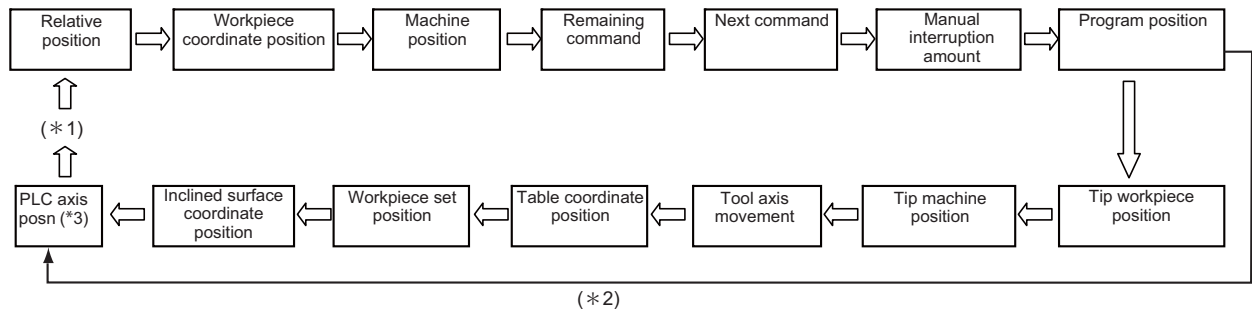 Relative
position
Workpiece
coordinate position
Machine
position
Remaining
command
Next command
Manual
interruption
amount
Program position
(＊1)
PLC axis
posn (*3)
Inclined surface
coordinate
position
Workpiece set
position
Table coordinate
position
Tool axis
movement
Tip machine
position
Tip workpiece
position
(＊2)